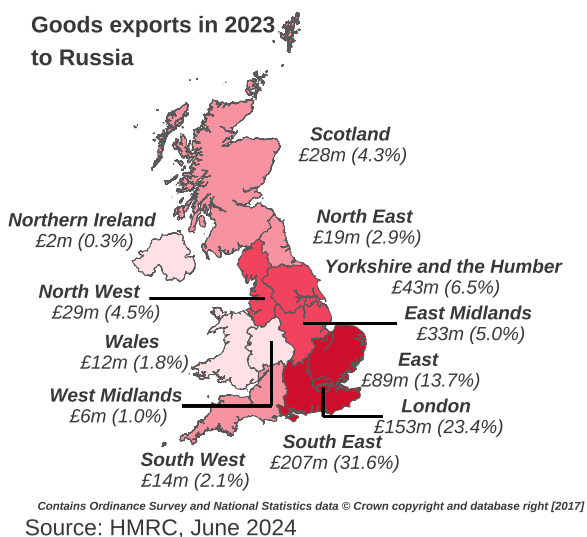 Goods exports in 2023
to Russia
Scotland
£28m (4.3%)
Northern Ireland
£2m (0.3%)
North East
£19m (2.9%)
Yorkshire and the Humber
£43m (6.5%)
North West
£29m (4.5%)
East Midlands
£33m (5.0%)
Wales
£12m (1.8%)
East
£89m (13.7%)
West Midlands
£6m (1.0%)
London
£153m (23.4%)
South East
£207m (31.6%)
South West
£14m (2.1%)
Contains Ordinance Survey and National Statistics data © Crown copyright and database right [2017]
Source: HMRC, June 2024